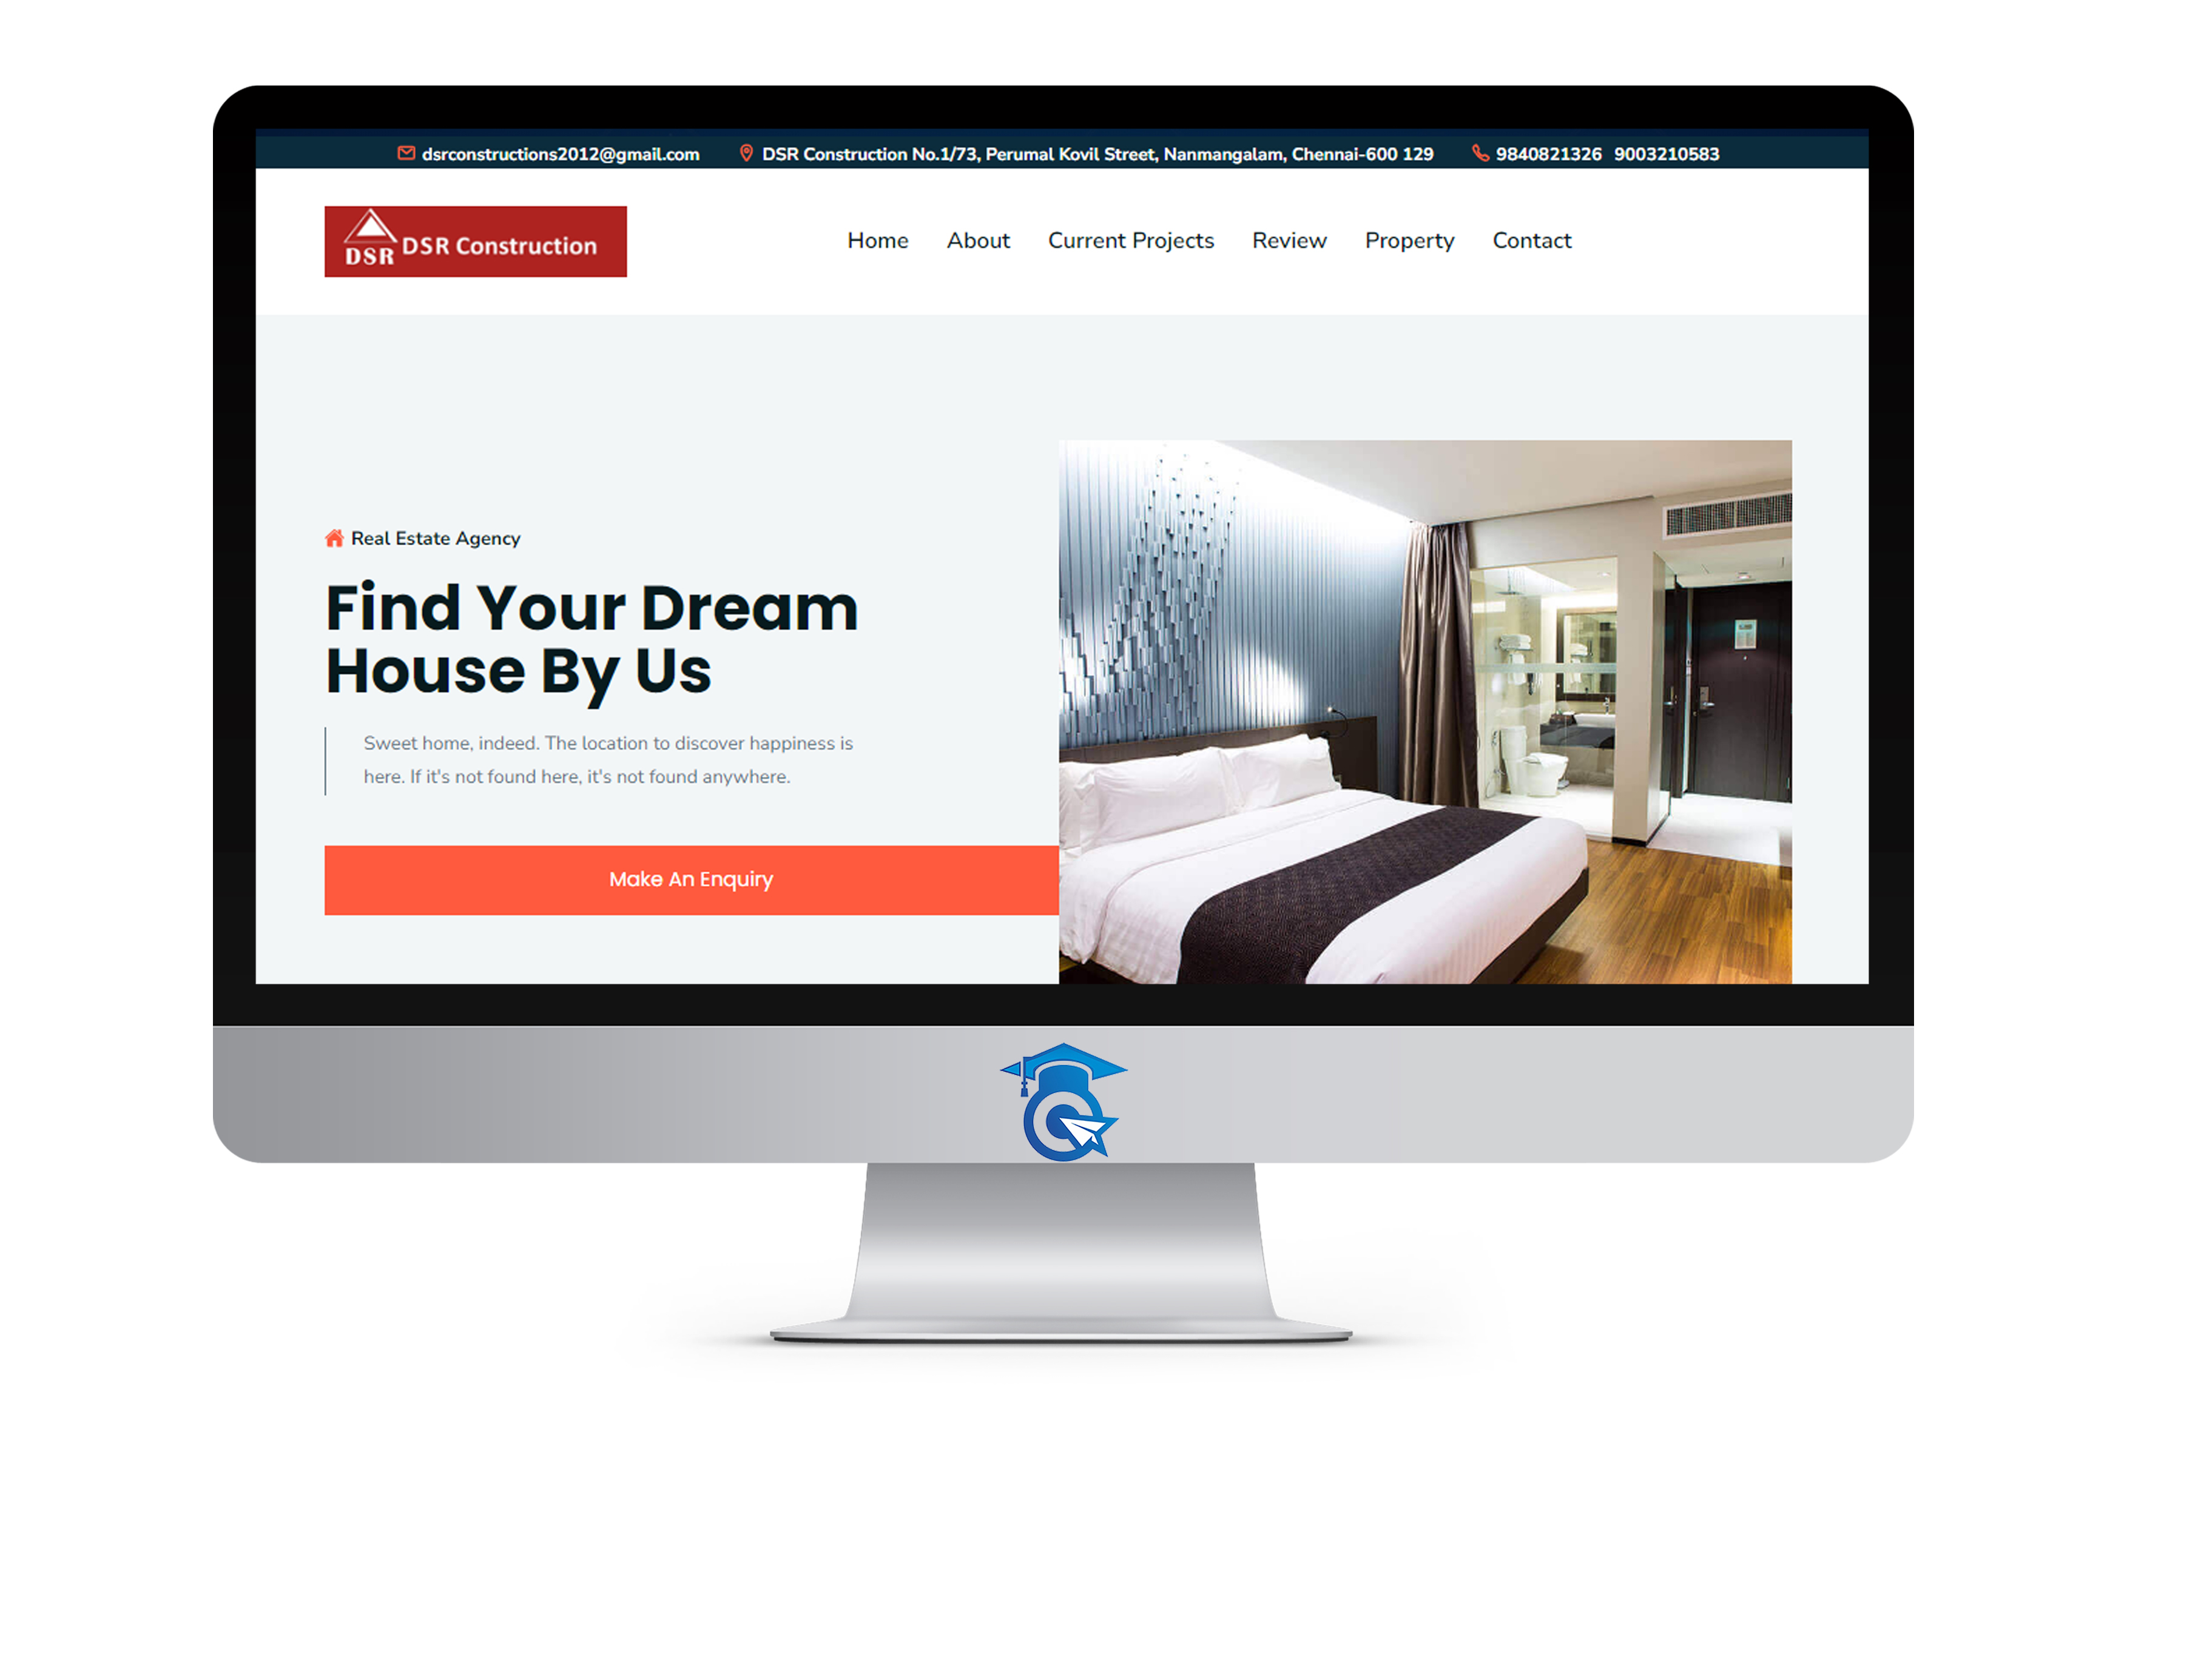 dsrconstructions2012@gmail.com DSR Construction No.1/73, Perumal Kovil Street, Nanmangalam, Chennai-600 129 9840821326 9003210583
DSR DSR Construction
Home About Current Projects Review Property Contact
Real Estate Agency
Find Your Dream
House By Us
Sweet home, indeed. The location to discover happiness is
here. If it's not found here, it's not found anywhere.
Make An Enquiry